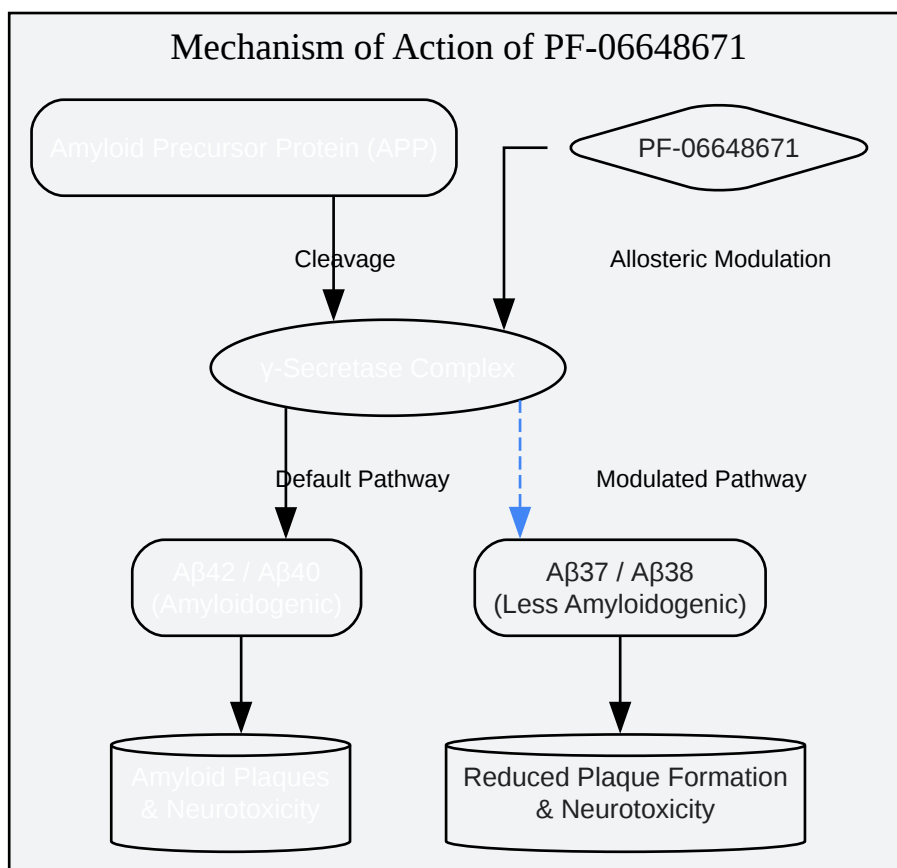 Mechanism of Action of PF-06648671
Amyloid Precursor Protein (APP)
PF-06648671
Cleavage
Allosteric Modulation
γ-Secretase Complex
Default Pathway
Modulated Pathway
Aβ42 / Aβ40
(Amyloidogenic)
Aβ37 / Aβ38
(Less Amyloidogenic)
Amyloid Plaques
& Neurotoxicity
Reduced Plaque Formation
& Neurotoxicity